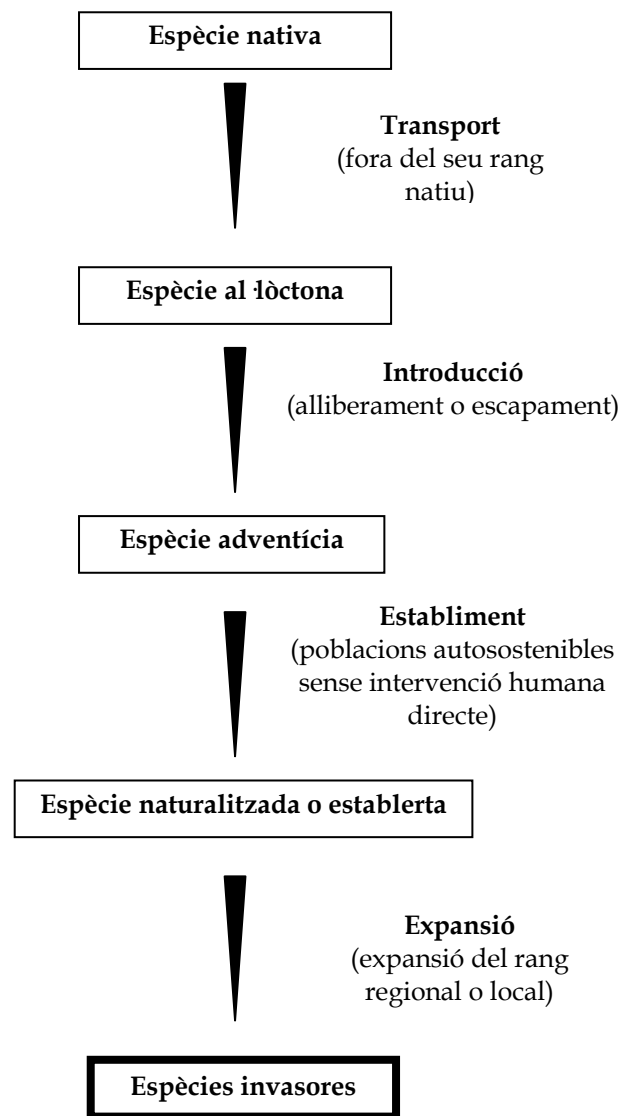 Espècie nativa
Transport
(fora del seu rang
natiu)
Espècie al·lòctona
Introducció
(alliberament o escapament)
Espècie adventícia
Establiment
(poblacions autosostenibles
sense intervenció humana
directe)
Espècie naturalitzada o establerta
Expansió
(expansió del rang
regional o local)
Espècies invasores